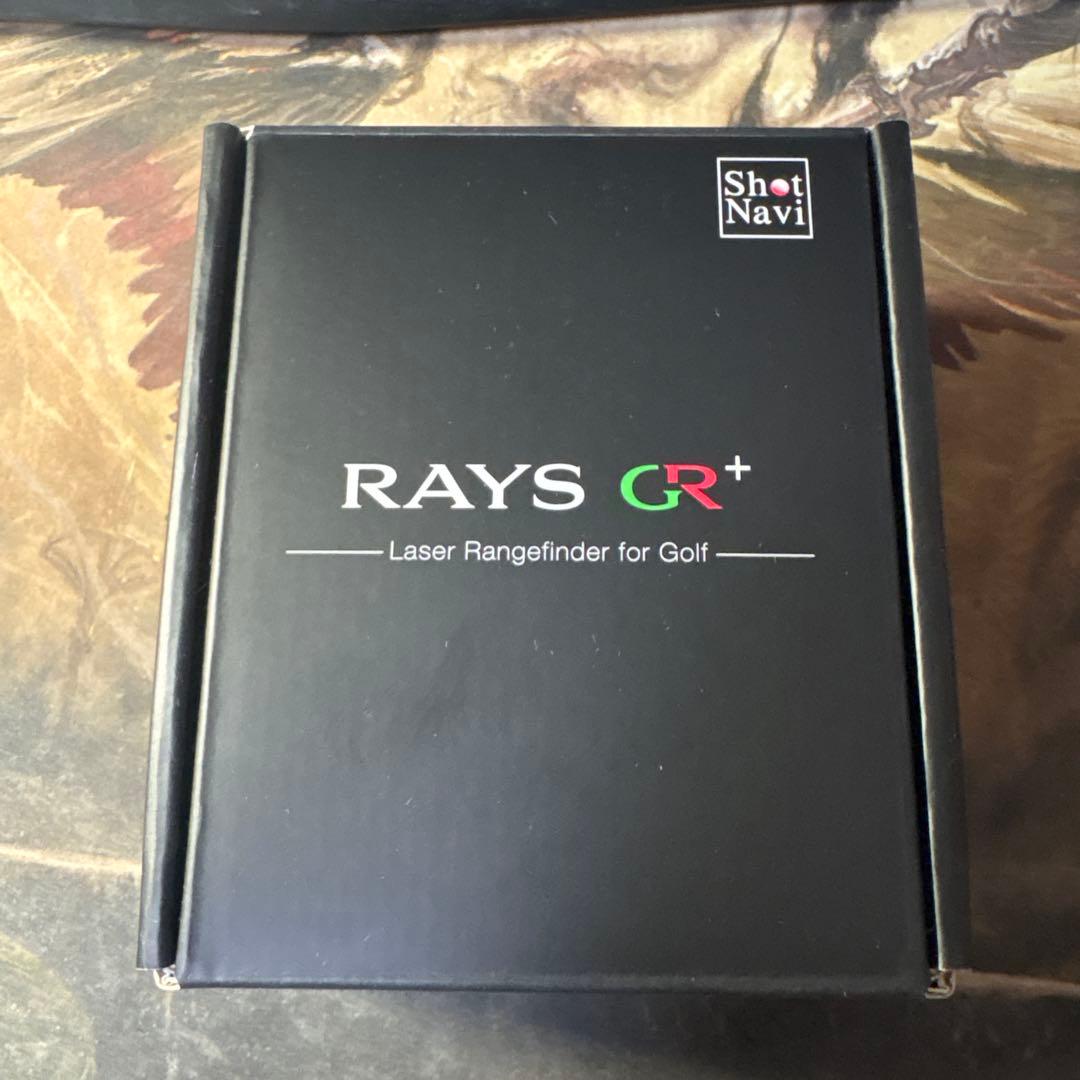 Shot
Navi
RAYS GR+
Laser Rangefinder for Golf